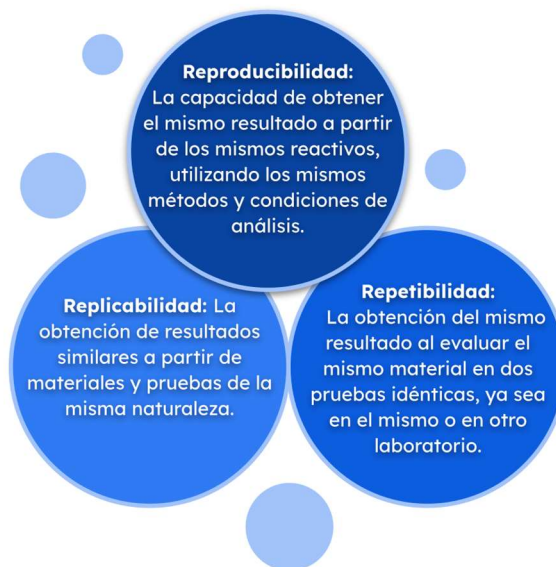 Reproducibilidad:
La capacidad de obtener
el mismo resultado a partir
de los mismos reactivos,
utilizando los mismos
métodos y condiciones de
análisis.
Replicabilidad: La
obtención de resultados
similares a partir de
materiales y pruebas de la
misma naturaleza.
Repetibilidad:
La obtención del mismo
resultado al evaluar el
mismo material en dos
pruebas idénticas, ya sea
en el mismo o en otro
laboratorio.